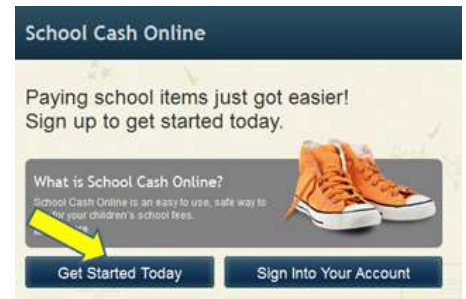 School Cash Online
Paying school items just got easier!
Sign up to get started today.
What is School Cash Online?
School Cash Online is an easy to use, safe way to
for your children's school fees.
Get Started Today
Sign Into Your Account